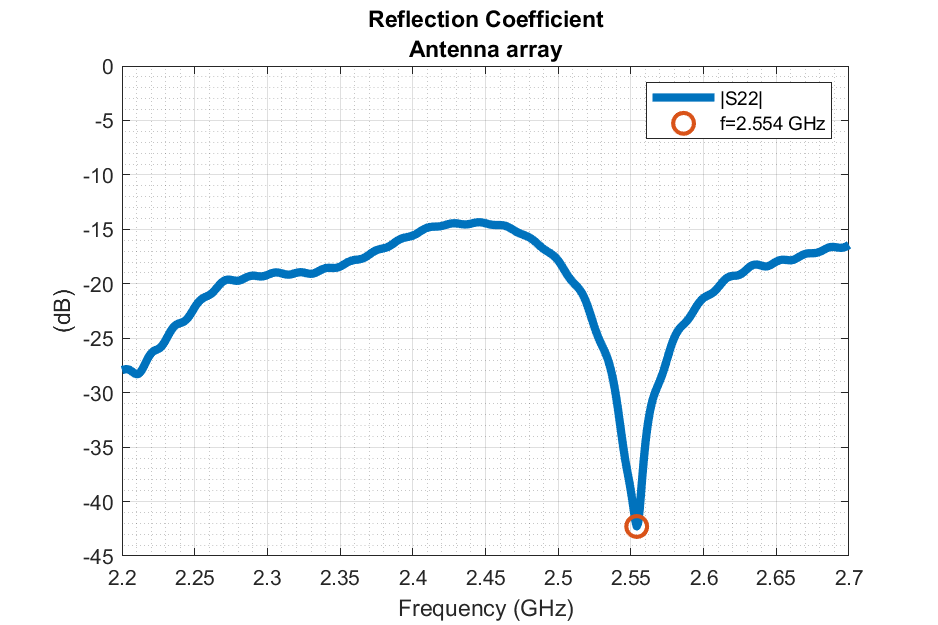 Reflection Coefficient
Antenna array
|S22|
f=2.554 GHz
(dB)
0
-5
-10
-15
-20
-25
-30
-35
-40
-45
2.2 2.25 2.3 2.35 2.4 2.45 2.5 2.55 2.6 2.65 2.7
Frequency (GHz)